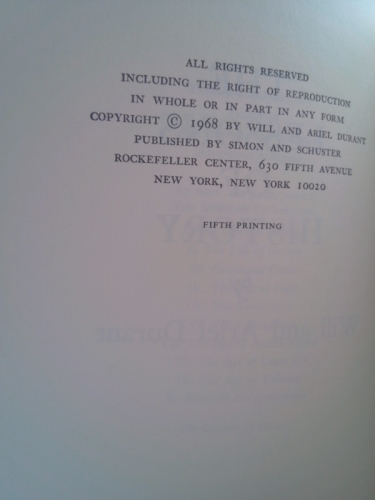 ALL RIGHTS RESERVED
INCLUDING THE RIGHT OF REPRODUCTION
IN WHOLE OR IN PART IN ANY FORM
COPYRIGHT © 1968 BY WILL AND ARIEL DURANT
PUBLISHED BY SIMON AND SCHUSTER
ROCKEFELLER CENTER, 630 FIFTH AVENUE
NEW YORK, NEW YORK 10020
FIFTH PRINTING